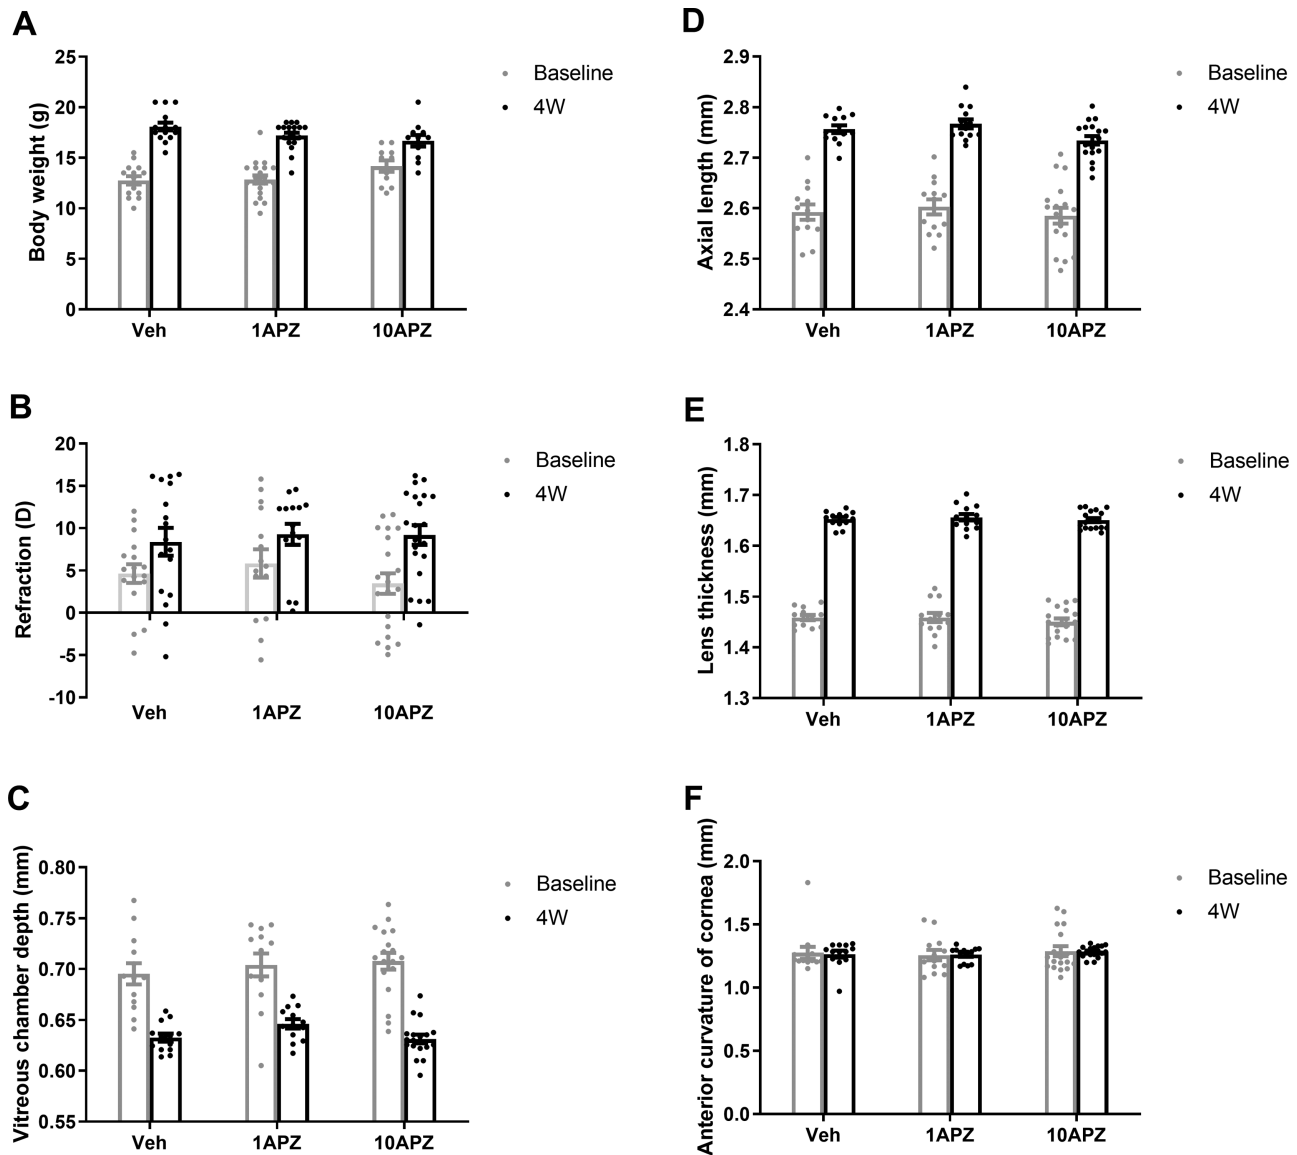 A
Body weight (g)
25
20
15
10
5
0
Veh
1APZ
10APZ
Baseline
4W
D
Axial length (mm)
2.9
2.8
2.7
2.6
2.5
2.4
Veh
1APZ
10APZ
Baseline
4W
B
Refraction (D)
20
15
10
5
0
-5
-10
Veh
1APZ
10APZ
Baseline
4W
E
Lens thickness (mm)
1.8
1.7
1.6
1.5
1.4
1.3
Veh
1APZ
10APZ
Baseline
4W
C
Vitreous chamber depth (mm)
0.80
0.75
0.70
0.65
0.60
0.55
Veh
1APZ
10APZ
Baseline
4W
F
Anterior curvature of cornea (mm)
2.0
1.5
1.0
0.5
0.0
Veh
1APZ
10APZ
Baseline
4W